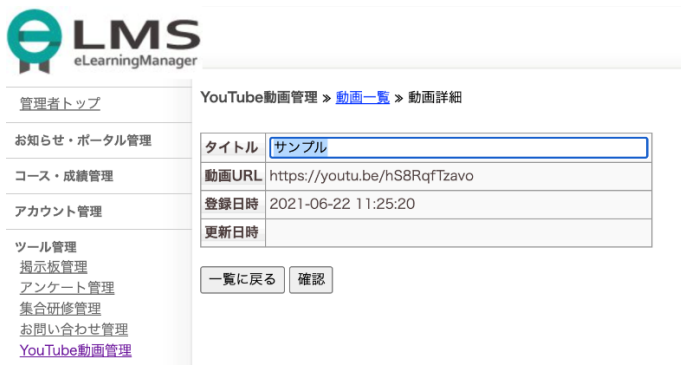 eLMS
eLearningManager
管理者トップ
お知らせ・ポータル管理
コース・成績管理
アカウント管理
ツール管理
掲示板管理
アンケート管理
集合研修管理
お問い合わせ管理
YouTube動画管理
YouTube動画管理 » 動画一覧 » 動画詳細
タイトル サンプル
動画URL https://youtu.be/hS8RqfTzavo
登録日時 2021-06-22 11:25:20
更新日時
一覧に戻る 確認